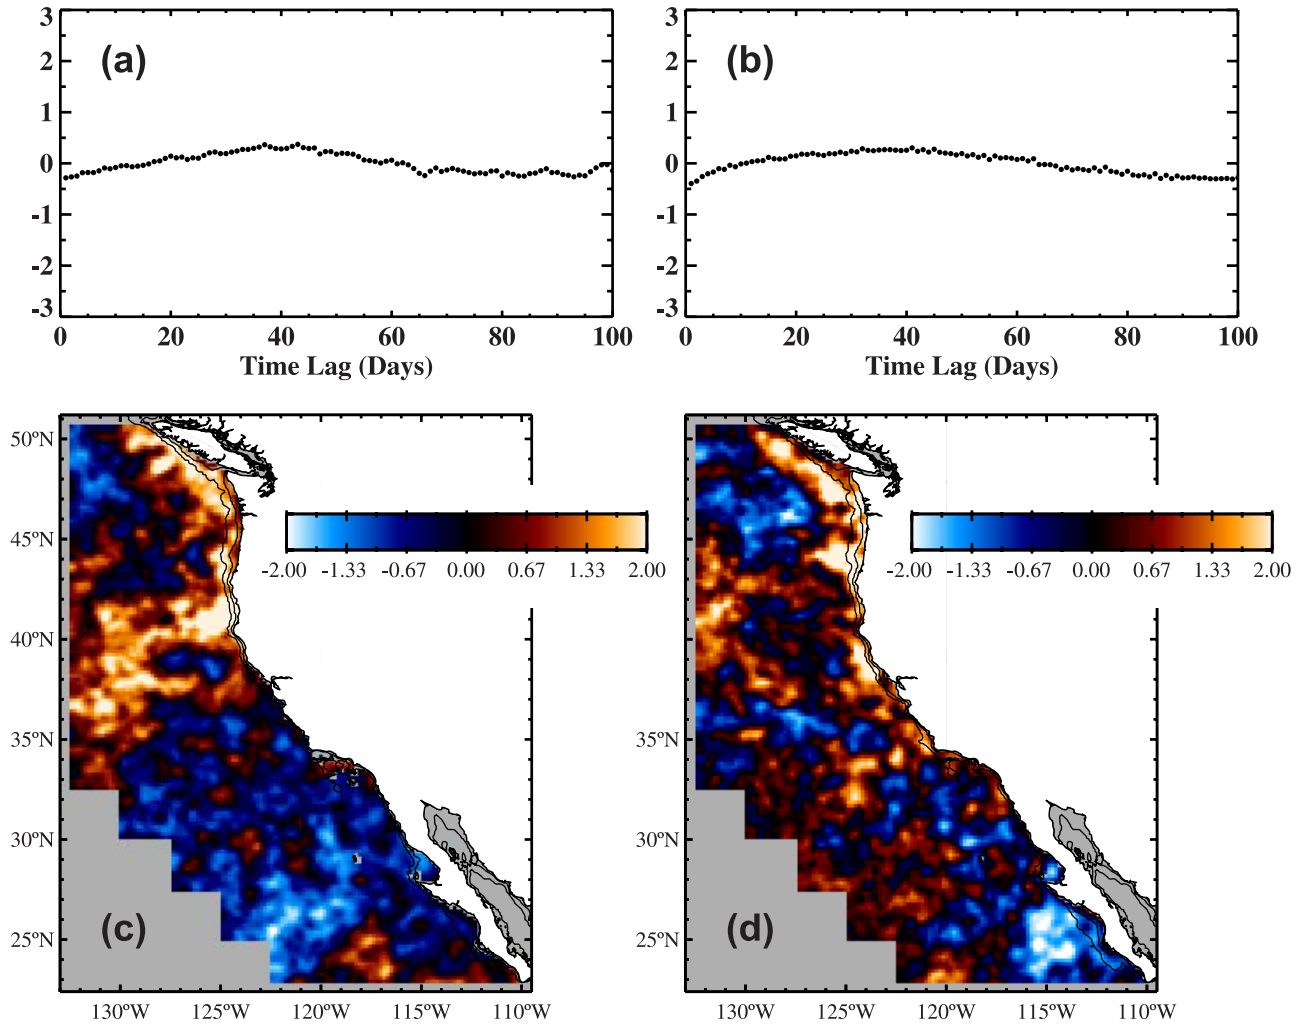 3
2
1
0
-1
-2
-3
(a)
0 20 40 60 80 100
Time Lag (Days)
3
2
1
0
-1
-2
-3
(b)
0 20 40 60 80 100
Time Lag (Days)
50ºN
45ºN
40ºN
35ºN
30ºN
25ºN
-2.00 -1.33 -0.67 0.00 0.67 1.33 2.00
(c)
130ºW 125ºW 120ºW 115ºW 110ºW
50ºN
45ºN
40ºN
35ºN
30ºN
25ºN
-2.00 -1.33 -0.67 0.00 0.67 1.33 2.00
(d)
130ºW 125ºW 120ºW 115ºW 110ºW